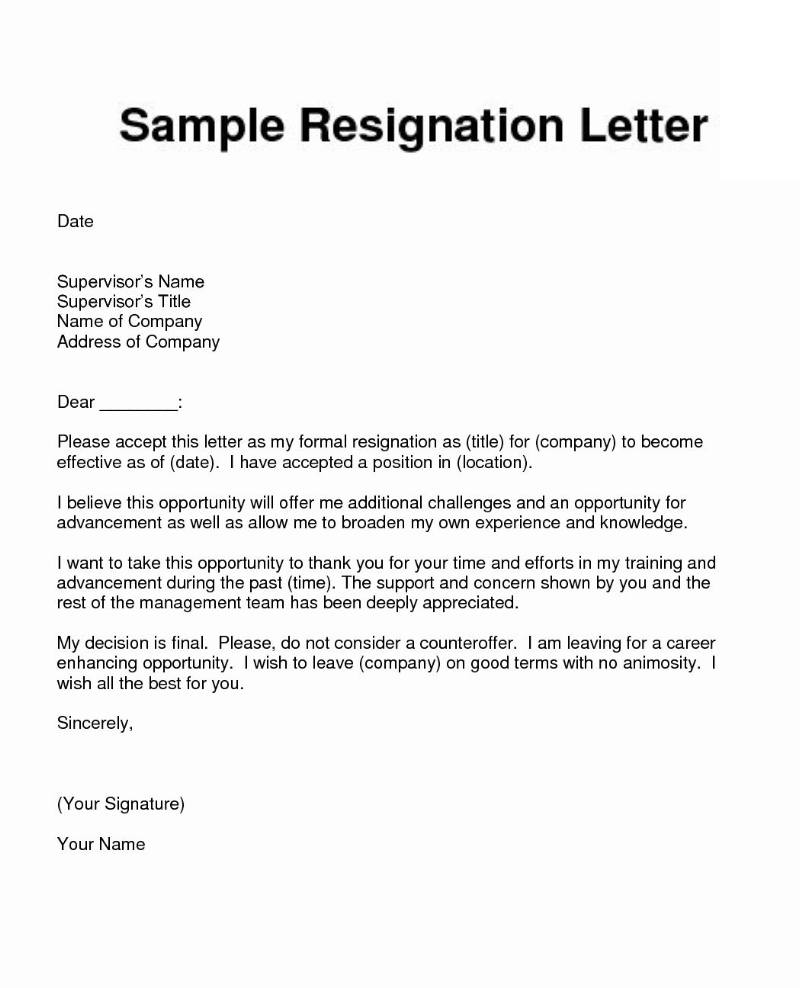 Sample Resignation Letter
Date
Supervisor's Name
Supervisor's Title
Name of Company
Address of Company
Dear ________:
Please accept this letter as my formal resignation as (title) for (company) to become
effective as of (date).  I have accepted a position in (location).
I believe this opportunity will offer me additional challenges and an opportunity for
advancement as well as allow me to broaden my own experience and knowledge.
I want to take this opportunity to thank you for your time and efforts in my training and
advancement during the past (time). The support and concern shown by you and the
rest of the management team has been deeply appreciated.
My decision is final.  Please, do not consider a counteroffer.  I am leaving for a career
enhancing opportunity.  I wish to leave (company) on good terms with no animosity.  I
wish all the best for you.
Sincerely,
(Your Signature)
Your Name